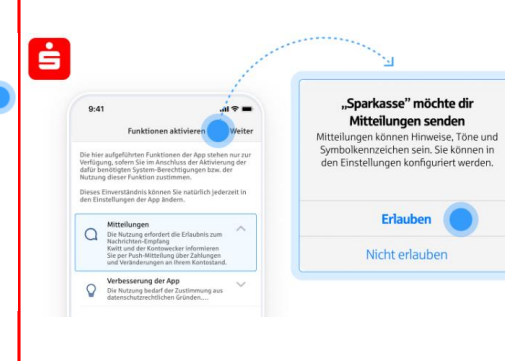 9:41
Funktionen aktivieren
Weiter
Die hier aufgeführten Funktionen der App stehen nur zur
Verfügung, sofern Sie im Anschluss der Aktivierung der
dafür benötigten System-Berechtigungen bzw. der
Nutzung dieser Funktion zustimmen.
Dieses Einverständnis können Sie natürlich jederzeit in
den Einstellungen der App ändern.
Mitteilungen
Die Nutzung erfordert die Erlaubnis zum
Nachrichten-Empfang
Kwitt und der Kontowecker informieren
Sie per Push-Mitteilung über Zahlungen
und Veränderungen an Ihrem Kontostand.
Verbesserung der App
Die Nutzung bedarf der Zustimmung aus
datenschutzrechtlichen Gründen....
„Sparkasse” möchte dir
Mitteilungen senden
Mitteilungen können Hinweise, Töne und
Symbolkennzeichen sein. Sie können in
den Einstellungen konfiguriert werden.
Erlauben
Nicht erlauben